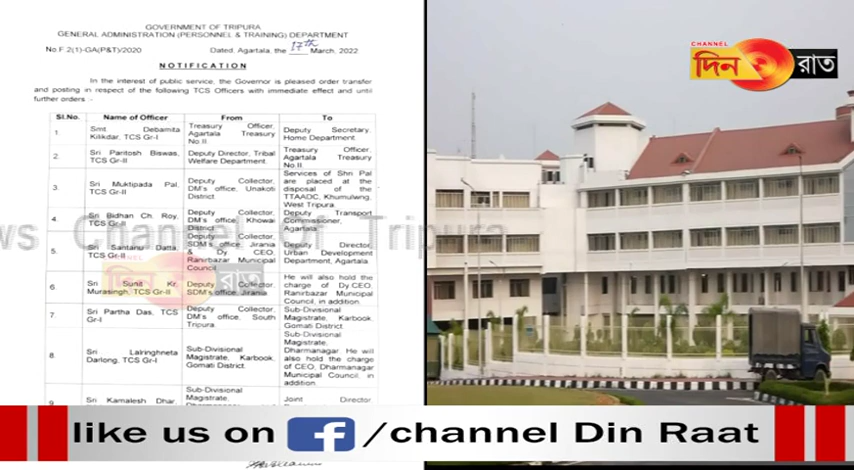 GOVERNMENT OF TRIPURA
GENERAL ADMINISTRATION (PERSONNEL & TRAINING) DEPARTMENT
No.F.2(1)-GA(P&T)/2020 Dated, Agartala, the 17th March, 2022
NOTIFICATION
In the interest of public service, the Governor is pleased order transfer
and posting in respect of the following TCS Officers with immediate effect and until
further orders :-
Sl.No. Name of Officer From To
1 Smt Debamita Kilikdar, TCS Gr-I Treasury Officer, Agartala Treasury No.II Deputy Secretary, Home Department.
2. Sri Paritosh Biswas, TCS Gr-II Deputy Director, Tribal Welfare Department. Treasury Officer, Agartala Treasury No.II
3. Sri Muktipada Pal, TCS Gr-II Deputy Collector, DM's office, Unakoti District Services of Shri Pal are placed at the disposal of the TTAADC, Khumulwng, West Tripura.
4. Sri Bidhan Ch. Roy, TCS Gr-II Deputy Collector, DM's office, Khowai District Deputy Transport Commissioner, Agartala
5. Sri Santanu Datta, TCS Gr-II Deputy Collector, SDM's office, Jirania & Dy. CEO, Ranirbazar Municipal Council Deputy Director, Urban Development Department, Agartala.
6. Sri Sunit Kr. Murasingh, TCS Gr-II Deputy Collector, SDM's office, Jirania He will also hold the charge of Dy.CEO, Ranirbazar Municipal Council, in addition.
7. Sri Partha Das, TCS Gr-I Deputy Collector, DM's office, South Tripura. Sub-Divisional Magistrate, Karbook, Gomati District.
8. Sri Lalringhneta Darlong, TCS Gr-I Sub-Divisional Magistrate, Karbook, Gomati District. Sub-Divisional Magistrate, Dharmanagar. He will also hold the charge of CEO, Dharmanagar Municipal Council, in addition.
9 Sri Kamalesh Dhar, Sub-Divisional Magistrate, Joint Director,
ws Channel Of Tripura
CHANNEL
দিন রাত
CHANNEL
দিন রাত
like us on f /channel Din Raat